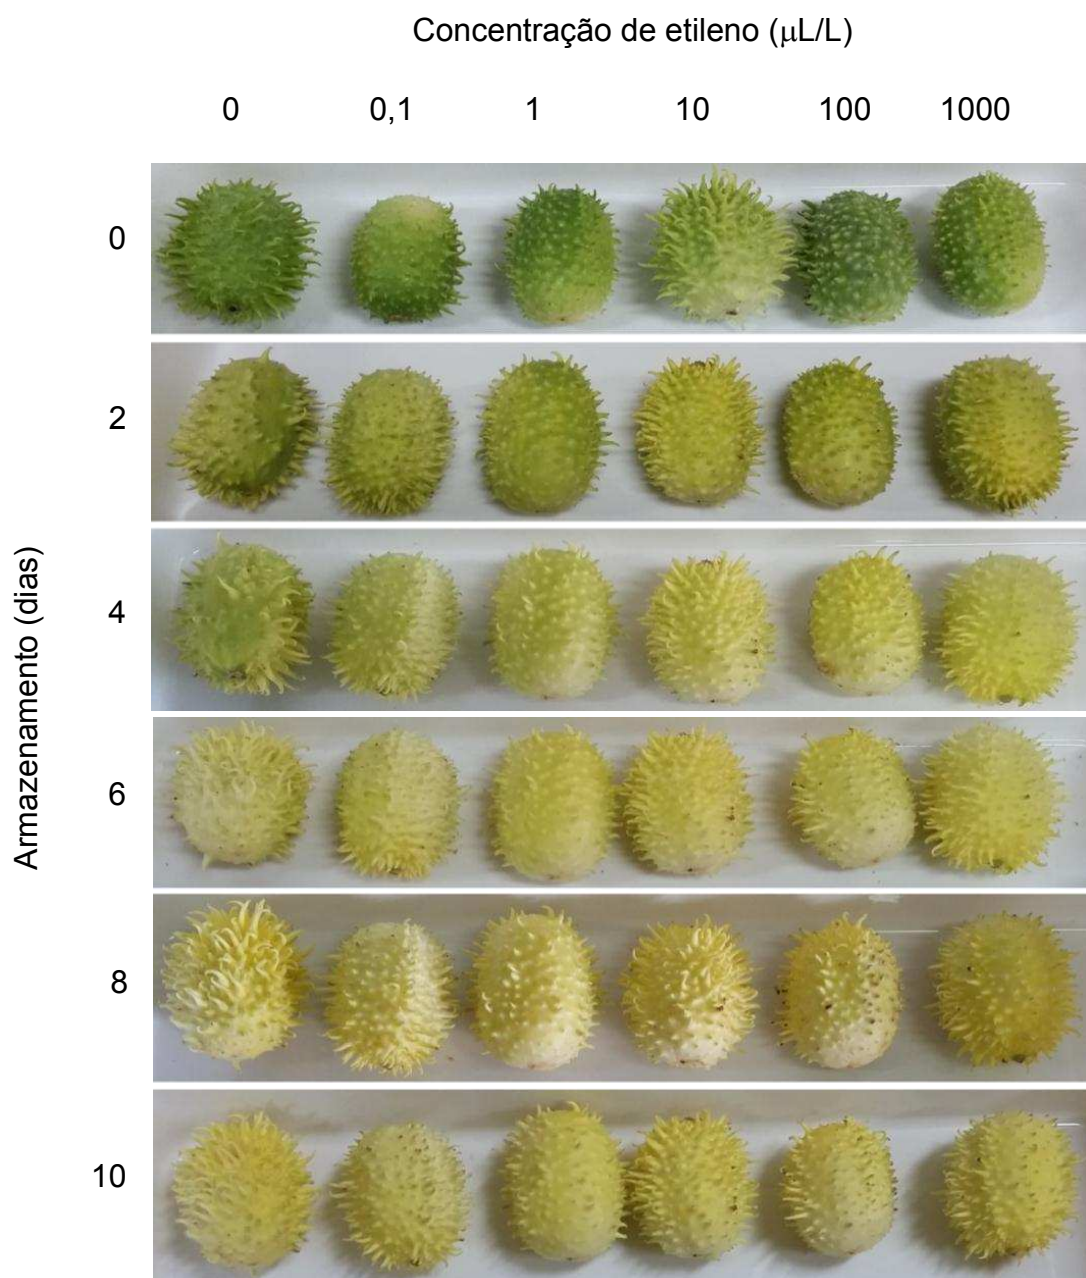 Concentração de etileno (μL/L)
0 0,1 1 10 100 1000
0
2
4
Armazenamento (dias)
6
8
10